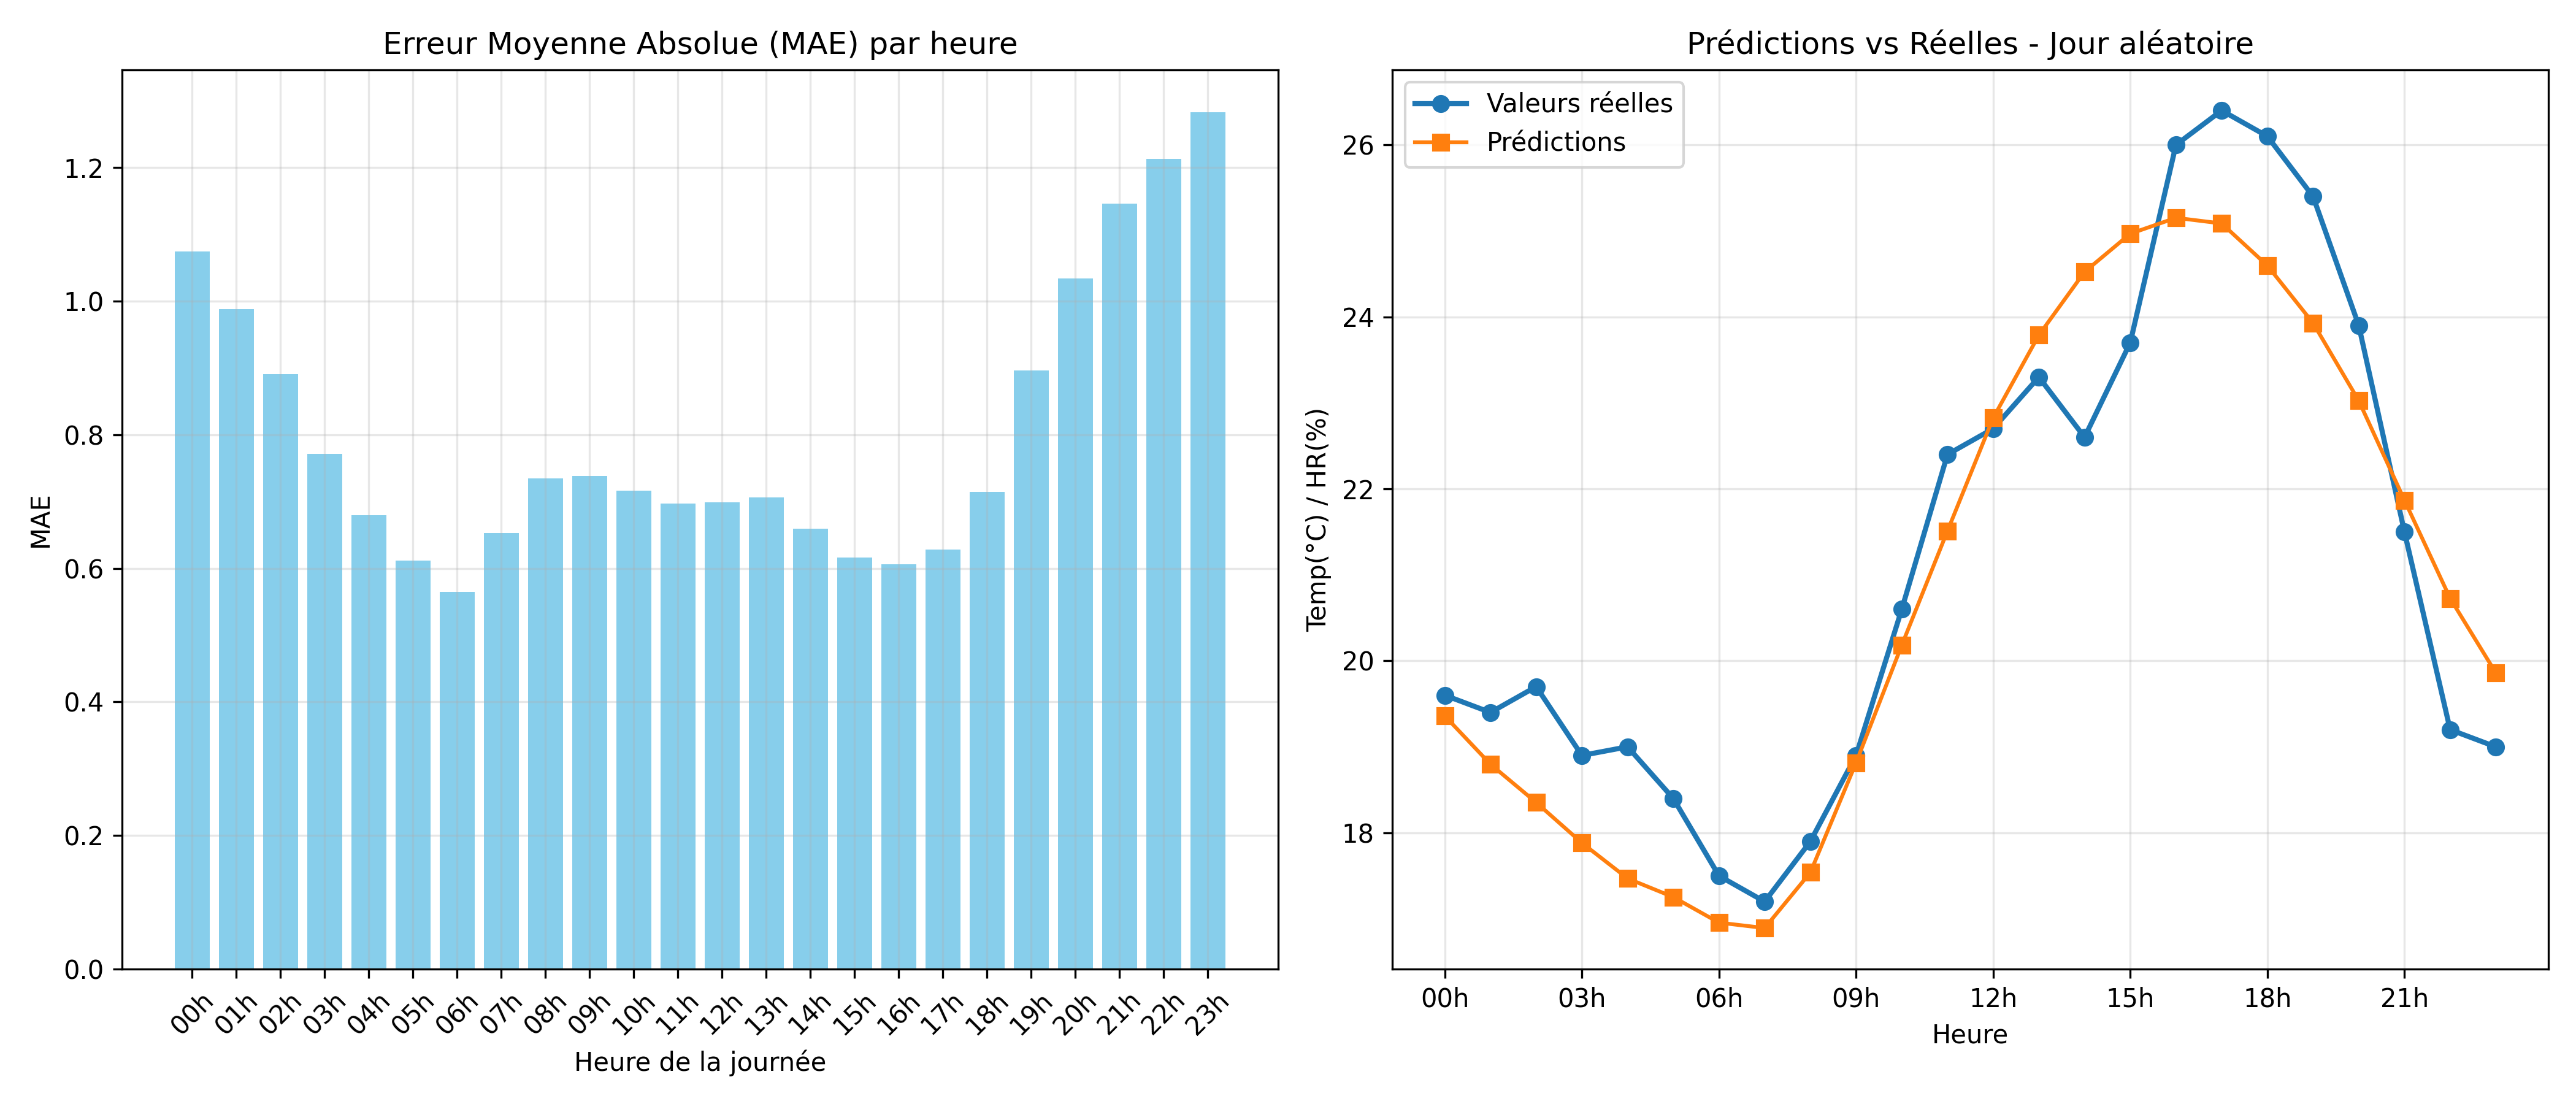 Erreur Moyenne Absolue (MAE) par heure
MAE
1.2
1.0
0.8
0.6
0.4
0.2
0.0
00h 01h 02h 03h 04h 05h 06h 07h 08h 09h 10h 11h 12h 13h 14h 15h 16h 17h 18h 19h 20h 21h 22h 23h
Heure de la journée
Prédictions vs Réelles - Jour aléatoire
Valeurs réelles
Prédictions
Temp(°C) / HR(%)
26
24
22
20
18
00h 03h 06h 09h 12h 15h 18h 21h
Heure